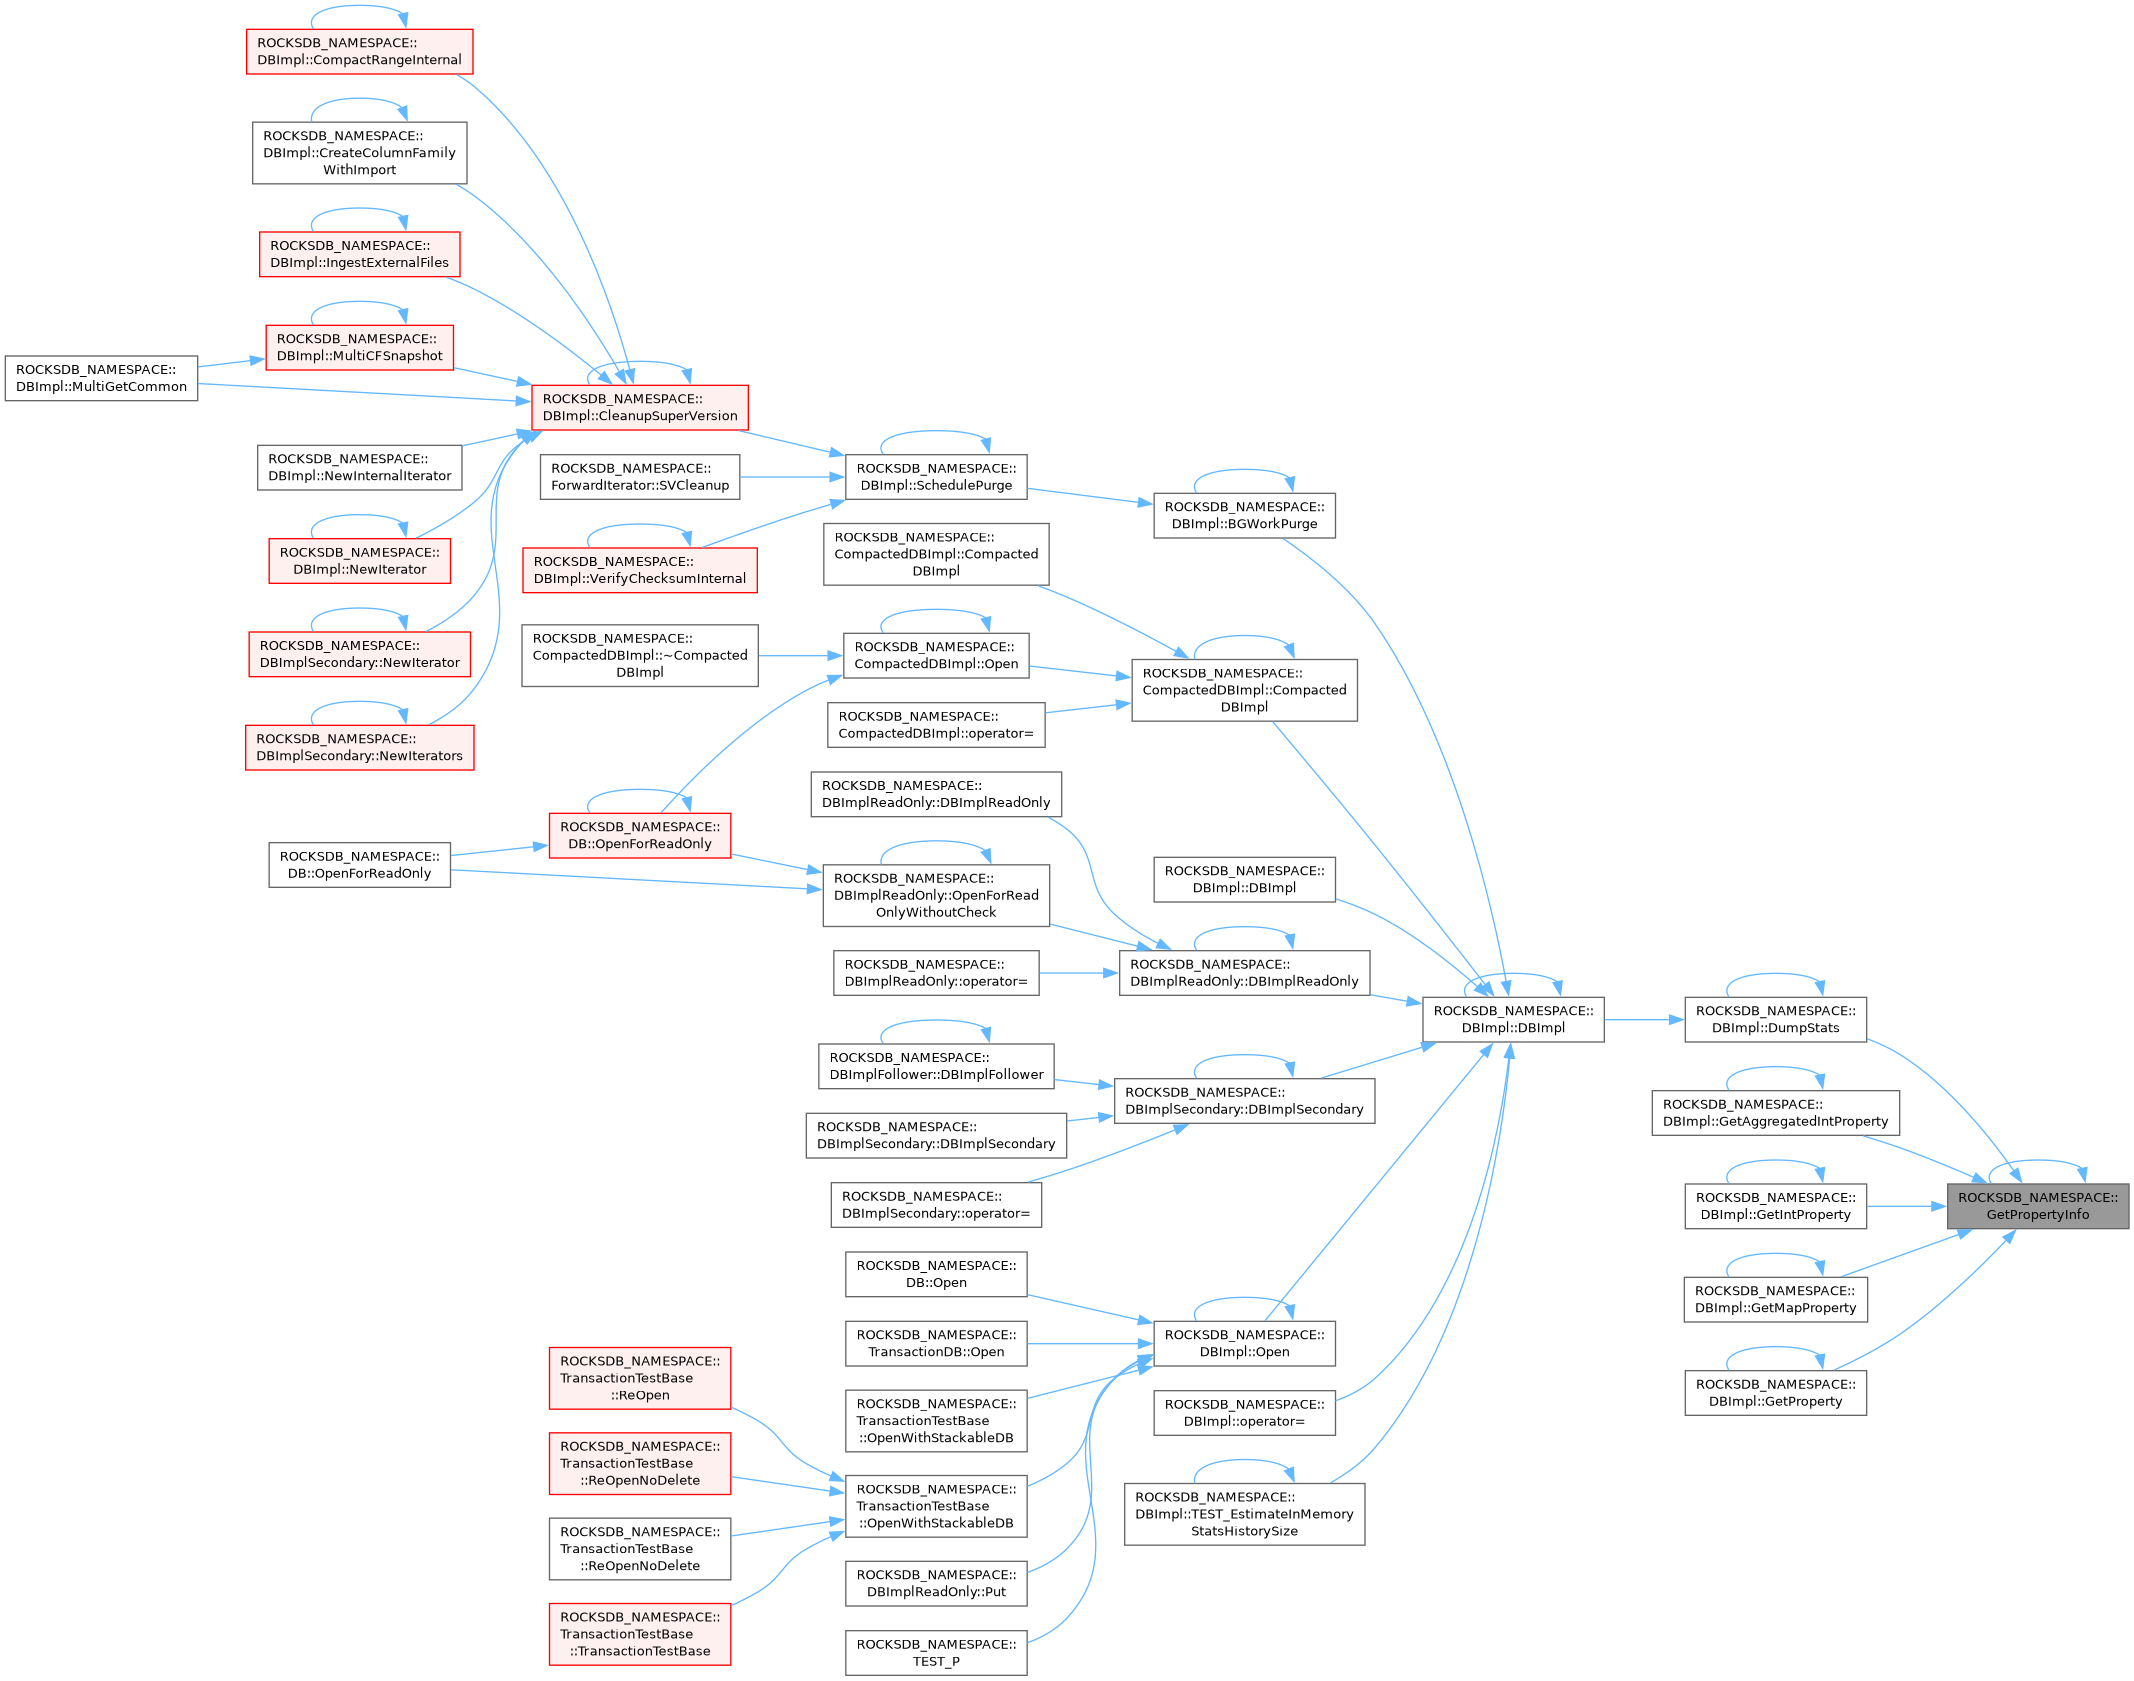 ROCKSDB_NAMESPACE::
DBImpl::CompactRangeInternal
ROCKSDB_NAMESPACE::
DBImpl::CreateColumnFamily
WithImport
ROCKSDB_NAMESPACE::
DBImpl::IngestExternalFiles
ROCKSDB_NAMESPACE::
DBImpl::MultiCFSnapshot
ROCKSDB_NAMESPACE::
DBImpl::MultiGetCommon
ROCKSDB_NAMESPACE::
DBImpl::CleanupSuperVersion
ROCKSDB_NAMESPACE::
DBImpl::NewInternalIterator
ROCKSDB_NAMESPACE::
ForwardIterator::SVCleanup
ROCKSDB_NAMESPACE::
DBImpl::SchedulePurge
ROCKSDB_NAMESPACE::
DBImpl::BGWorkPurge
ROCKSDB_NAMESPACE::
DBImpl::NewIterator
ROCKSDB_NAMESPACE::
DBImpl::VerifyChecksumInternal
ROCKSDB_NAMESPACE::
CompactedDBImpl::Compacted
DBImpl
ROCKSDB_NAMESPACE::
DBImplSecondary::NewIterator
ROCKSDB_NAMESPACE::
CompactedDBImpl::~Compacted
DBImpl
ROCKSDB_NAMESPACE::
CompactedDBImpl::Open
ROCKSDB_NAMESPACE::
CompactedDBImpl::Compacted
DBImpl
ROCKSDB_NAMESPACE::
DBImplSecondary::NewIterators
ROCKSDB_NAMESPACE::
CompactedDBImpl::operator=
ROCKSDB_NAMESPACE::
DBImplReadOnly::DBImplReadOnly
ROCKSDB_NAMESPACE::
DB::OpenForReadOnly
ROCKSDB_NAMESPACE::
DB::OpenForReadOnly
ROCKSDB_NAMESPACE::
DBImplReadOnly::OpenForRead
OnlyWithoutCheck
ROCKSDB_NAMESPACE::
DBImpl::DBImpl
ROCKSDB_NAMESPACE::
DBImplReadOnly::operator=
ROCKSDB_NAMESPACE::
DBImplReadOnly::DBImplReadOnly
ROCKSDB_NAMESPACE::
DBImpl::DBImpl
ROCKSDB_NAMESPACE::
DBImpl::DumpStats
ROCKSDB_NAMESPACE::
DBImplFollower::DBImplFollower
ROCKSDB_NAMESPACE::
DBImplSecondary::DBImplSecondary
ROCKSDB_NAMESPACE::
DBImpl::GetAggregatedIntProperty
ROCKSDB_NAMESPACE::
DBImplSecondary::DBImplSecondary
ROCKSDB_NAMESPACE::
DBImplSecondary::operator=
ROCKSDB_NAMESPACE::
DBImpl::GetIntProperty
ROCKSDB_NAMESPACE::
GetPropertyInfo
ROCKSDB_NAMESPACE::
DB::Open
ROCKSDB_NAMESPACE::
DBImpl::GetMapProperty
ROCKSDB_NAMESPACE::
TransactionDB::Open
ROCKSDB_NAMESPACE::
DBImpl::Open
ROCKSDB_NAMESPACE::
DBImpl::GetProperty
ROCKSDB_NAMESPACE::
TransactionTestBase
::ReOpen
ROCKSDB_NAMESPACE::
TransactionTestBase
::OpenWithStackableDB
ROCKSDB_NAMESPACE::
DBImpl::operator=
ROCKSDB_NAMESPACE::
TransactionTestBase
::ReOpenNoDelete
ROCKSDB_NAMESPACE::
TransactionTestBase
::OpenWithStackableDB
ROCKSDB_NAMESPACE::
DBImpl::TEST_EstimateInMemory
StatsHistorySize
ROCKSDB_NAMESPACE::
TransactionTestBase
::ReOpenNoDelete
ROCKSDB_NAMESPACE::
DBImplReadOnly::Put
ROCKSDB_NAMESPACE::
TransactionTestBase
::TransactionTestBase
ROCKSDB_NAMESPACE::
TEST_P